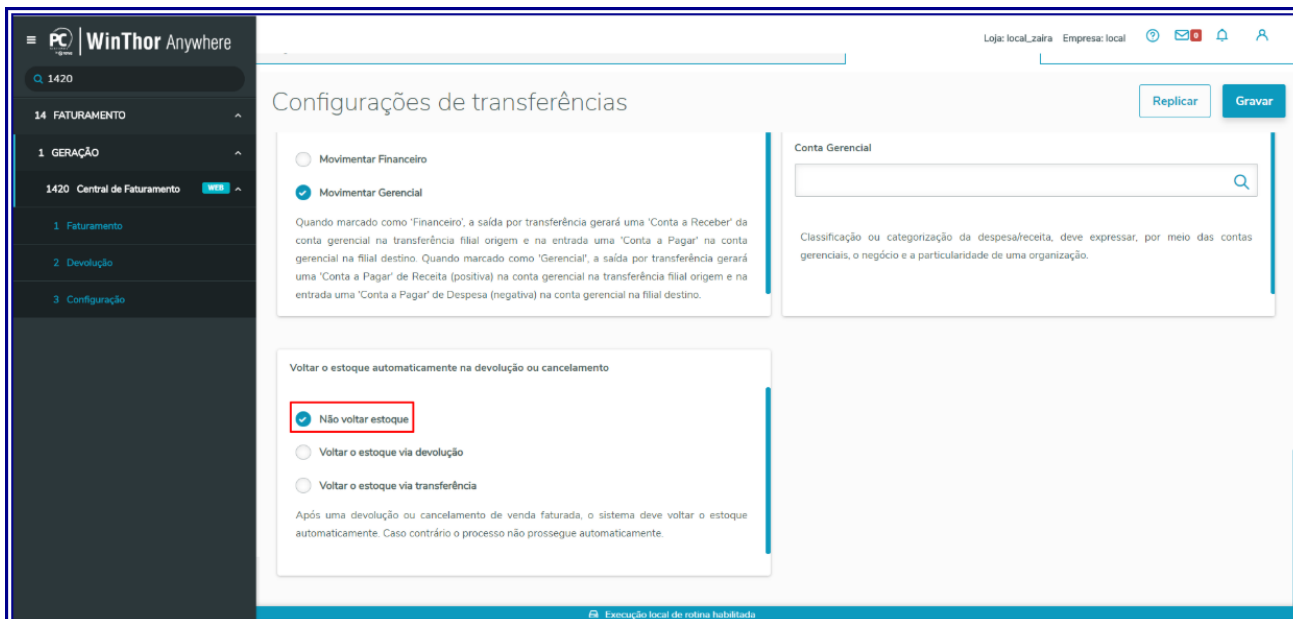 WinThor Anywhere
Loja: local_zaira Empresa: local
0
1420
14 FATURAMENTO
1 GERAÇÃO
1420 Central de Faturamento WEB
1 Faturamento
2 Devolução
3 Configuração
Configurações de transferências
Replicar
Gravar
Movimentar Financeiro
Movimentar Gerencial
Quando marcado como 'Financeiro', a saída por transferência gerará uma 'Conta a Receber' da
conta gerencial na transferência filial origem e na entrada uma 'Conta a Pagar' na conta
gerencial na filial destino. Quando marcado como 'Gerencial', a saída por transferência gerará
uma 'Conta a Pagar' de Receita (positiva) na conta gerencial na transferência filial origem e na
entrada uma 'Conta a Pagar' de Despesa (negativa) na conta gerencial na filial destino.
Conta Gerencial
Classificação ou categorização da despesa/receita, deve expressar, por meio das contas
gerenciais, o negócio e a particularidade de uma organização.
Voltar o estoque automaticamente na devolução ou cancelamento
Não voltar estoque
Voltar o estoque via devolução
Voltar o estoque via transferência
Após uma devolução ou cancelamento de venda faturada, o sistema deve voltar o estoque
automaticamente. Caso contrário o processo não prossegue automaticamente.
Execução local de rotina habilitada